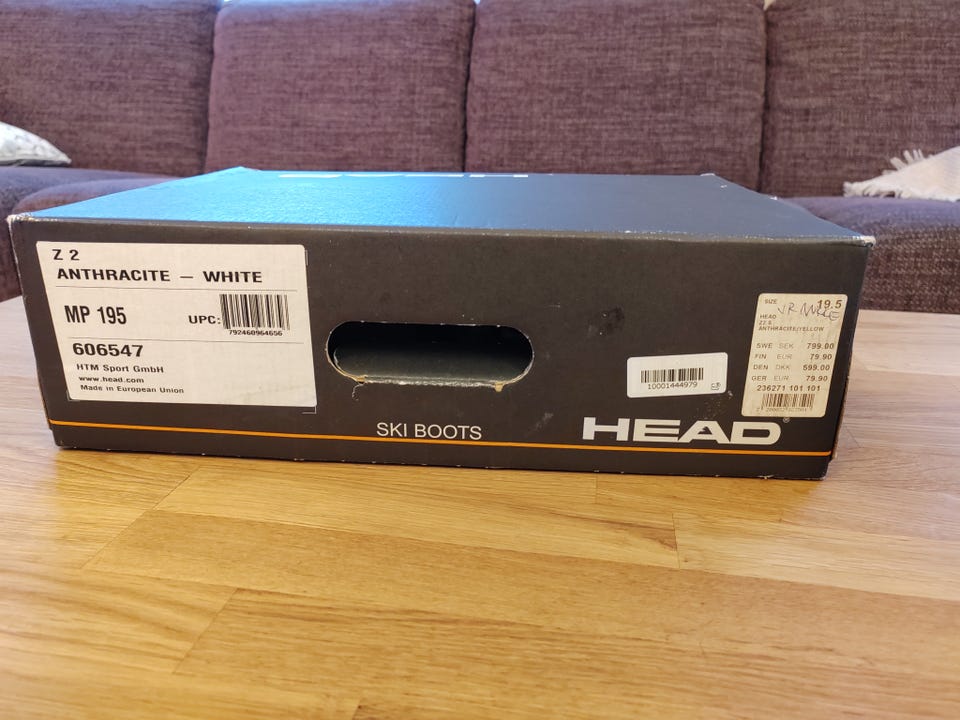 Z 2
ANTHRACITE – WHITE
MP 195
UPC:
792460964656
606547
HTM Sport GmbH
www.head.com
Made in European Union
SKI BOOTS
10001444979
HEAD
SIZE 19.5
JR
HEAD
ANTHRACITE/YELLOW
SWE SEK 799.00
FIN EUR 79.90
DEN DKK 599.00
GER EUR 79.90
236271 101 101